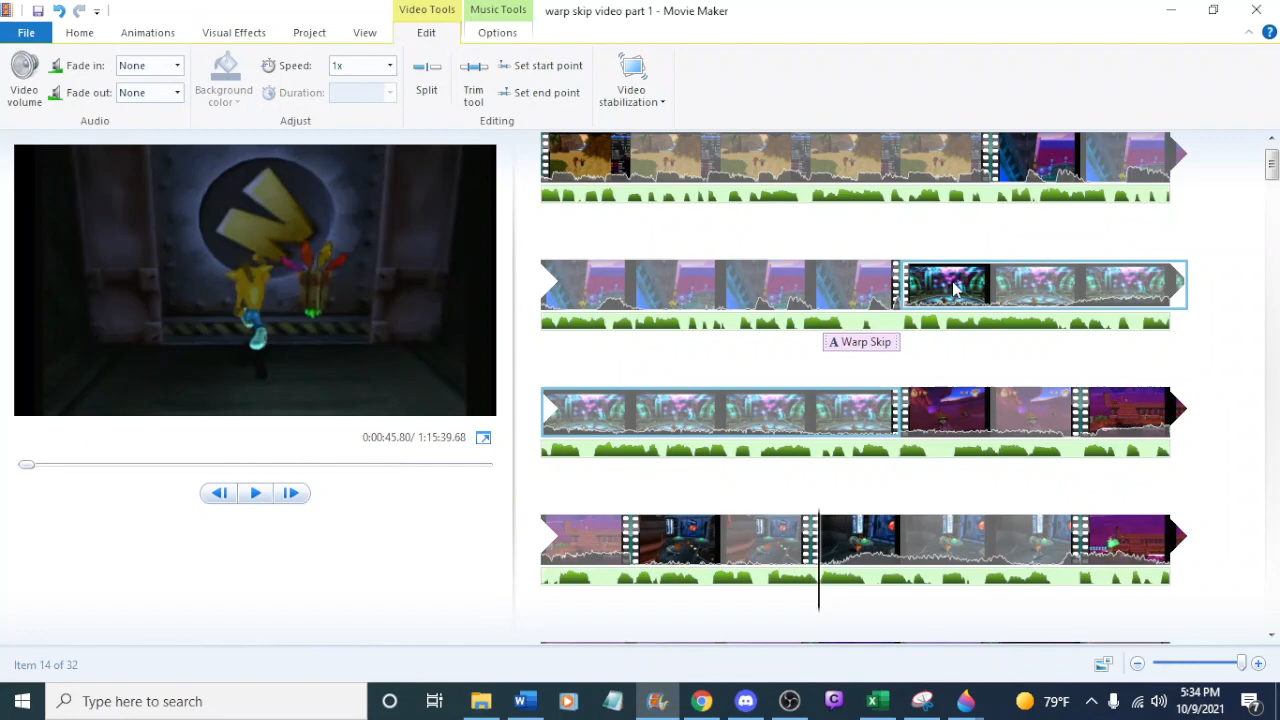 Video Tools
Music Tools
warp skip video part 1 - Movie Maker
File
Home
Animations
Visual Effects
Project
View
Edit
Options
Video volume
Fade in:
None
Fade out:
None
Audio
Background color
Speed:
1x
Duration:
Adjust
Split
Trim tool
Set start point
Set end point
Editing
Video stabilization
0:00:45.80/ 1:15:39.68
A Warp Skip
Item 14 of 32
Type here to search
79°F
5:34 PM
10/9/2021
7